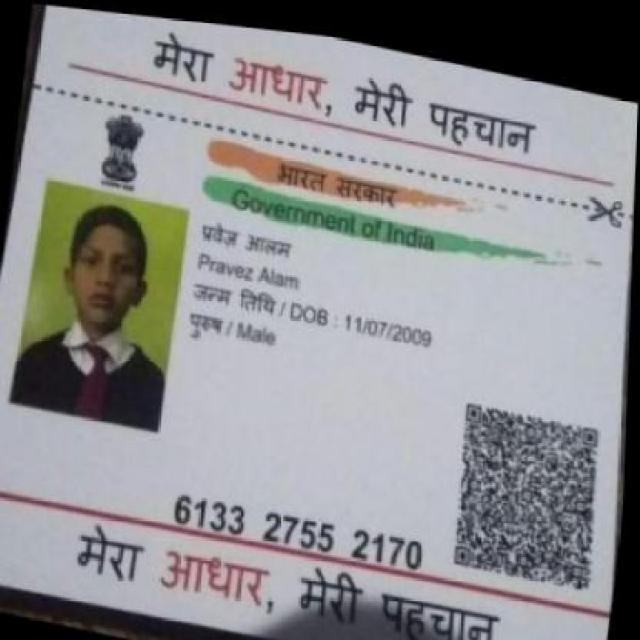 मेरा आधार, मेरी पहचान
भारत सरकार
Government of India
प्रवेज़ आलम
Pravez Alam
जन्म तिथि / DOB : 11/07/2009
पुरुष / Male
6133 2755 2170
मेरा आधार, मेरी पहचान